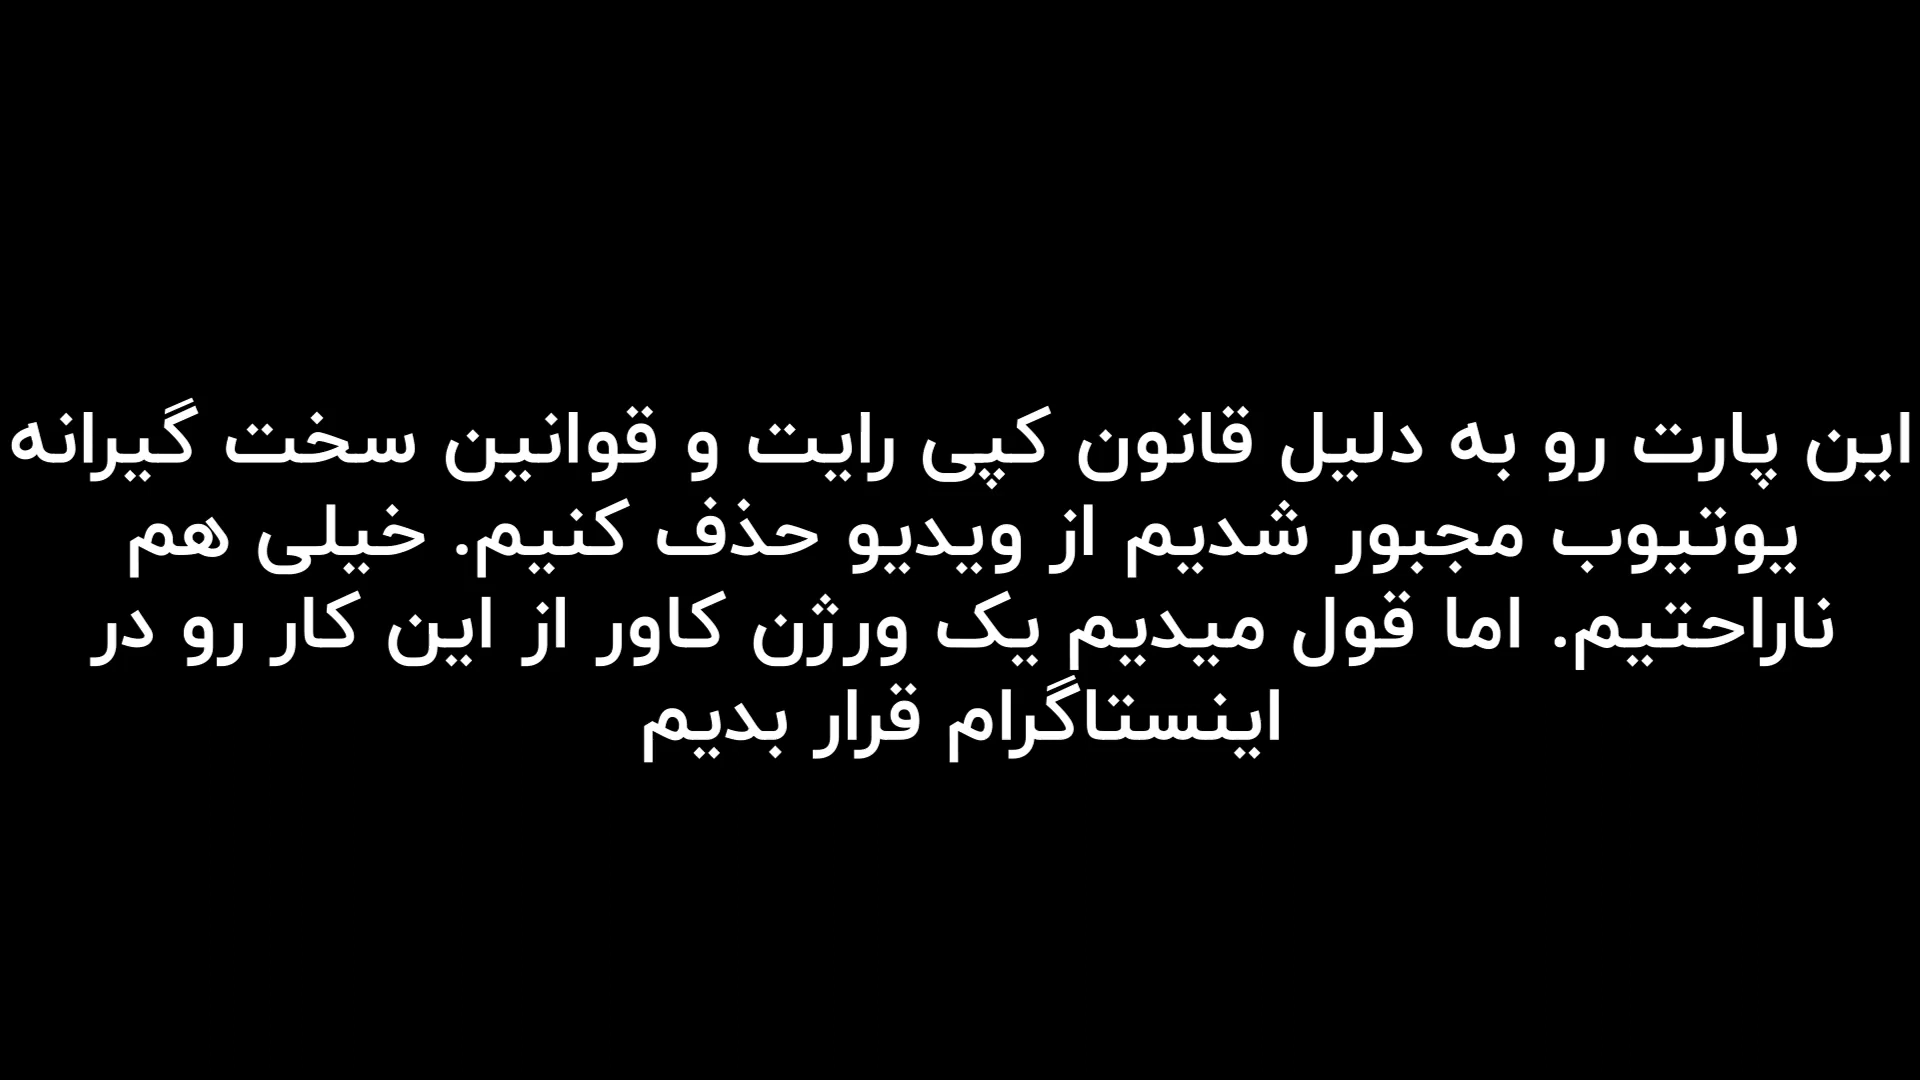 این پارت رو به دلیل قانون کپی رایت و قوانین سخت گیرانه
یوتیوب مجبور شدیم از ویدیو حذف کنیم. خیلی هم
ناراحتیم. اما قول میدیم یک ورژن کاور از این کار رو در
اینستاگرام قرار بدیم